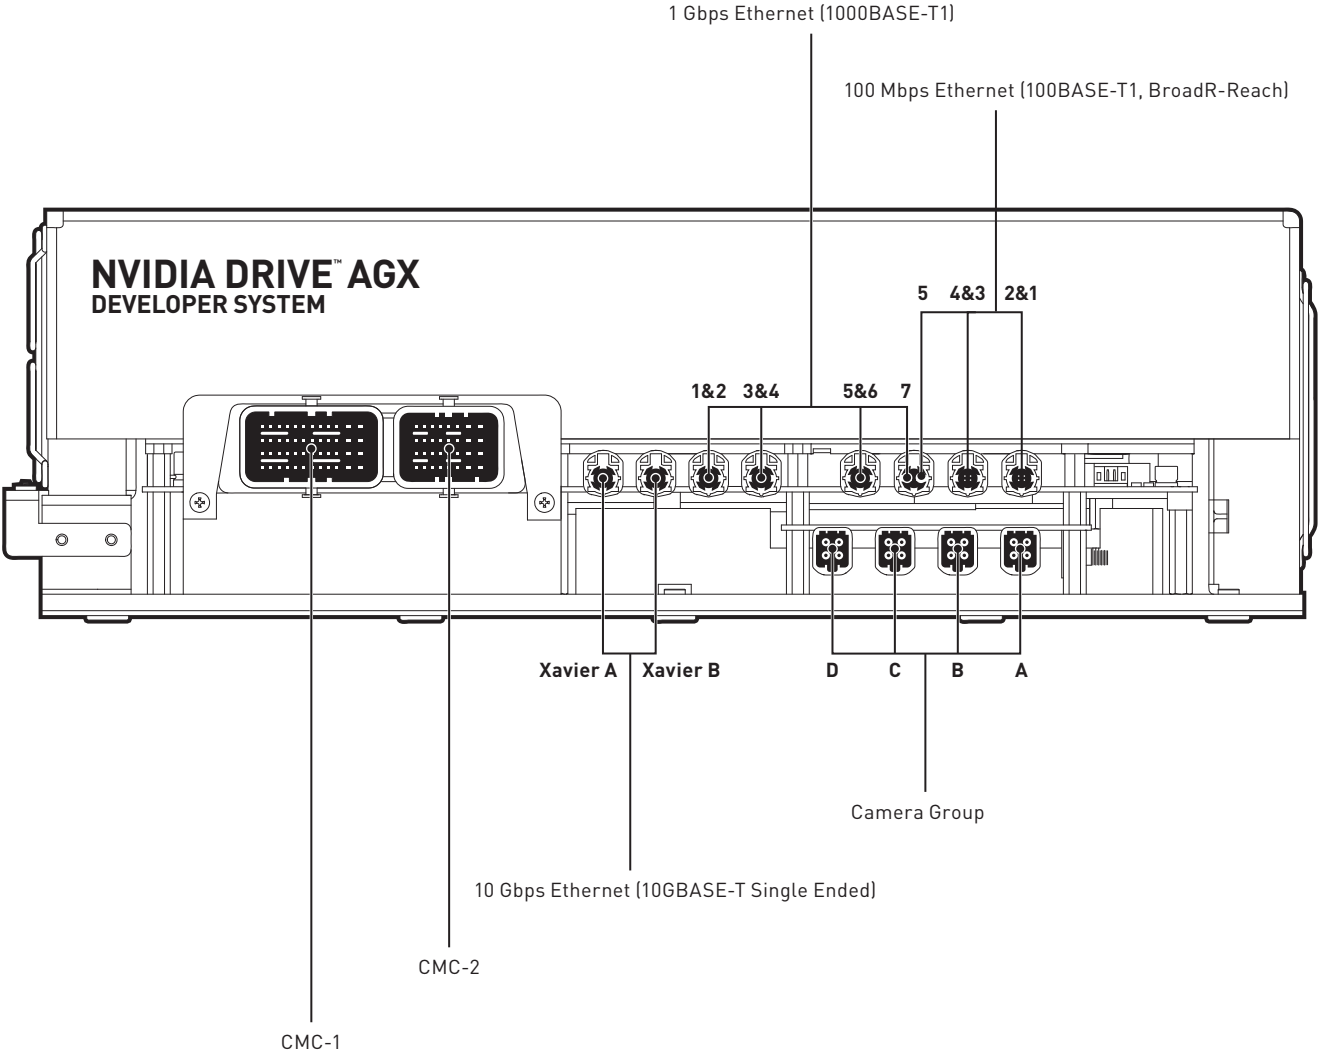 1 Gbps Ethernet (1000BASE-T1)
100 Mbps Ethernet (100BASE-T1, BroadR-Reach)
NVIDIA DRIVE™ AGX
DEVELOPER SYSTEM
5 4&3 2&1
1&2 3&4 5&6 7
Xavier A Xavier B D C B A
Camera Group
10 Gbps Ethernet (10GBASE-T Single Ended)
CMC-2
CMC-1